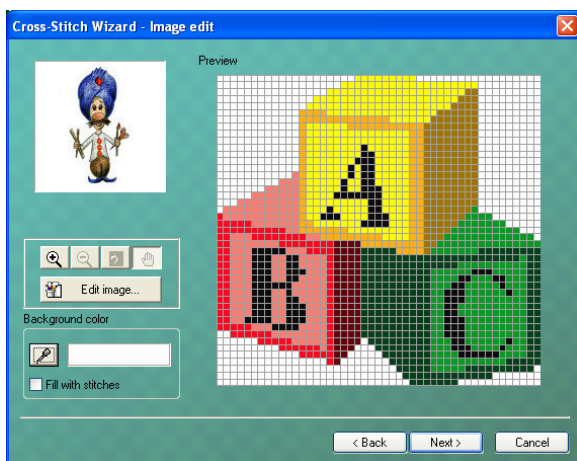 Cross-Stitch Wizard - Image edit
Preview
A
B
C
Edit image...
Background color
Fill with stitches
< Back
Next >
Cancel